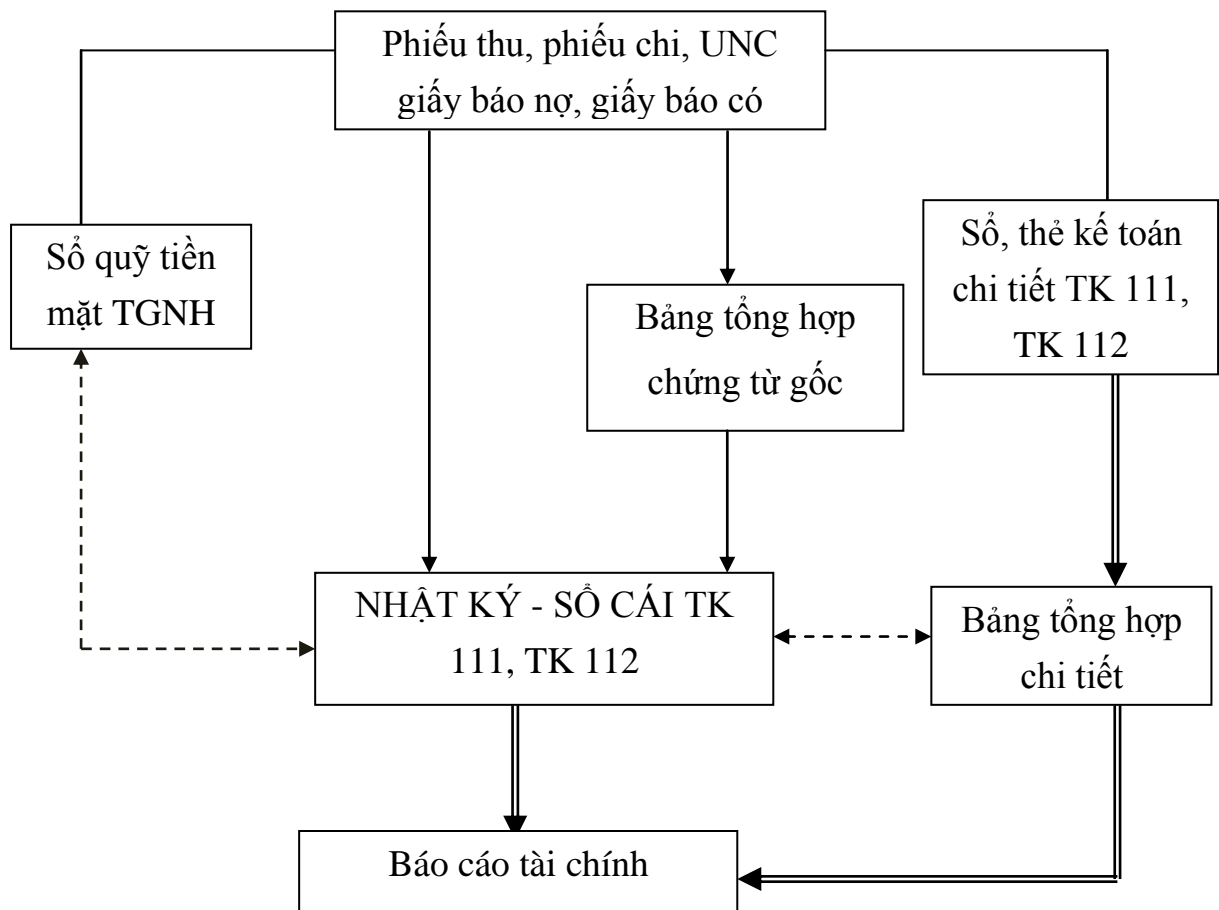 Phiếu thu, phiếu chi, UNC
giấy báo nợ, giấy báo có
Sổ quỹ tiền
mặt TGNH
Bảng tổng hợp
chứng từ gốc
Sổ, thẻ kế toán
chi tiết TK 111,
TK 112
NHẬT KÝ - SỔ CÁI TK
111, TK 112
Bảng tổng hợp
chi tiết
Báo cáo tài chính